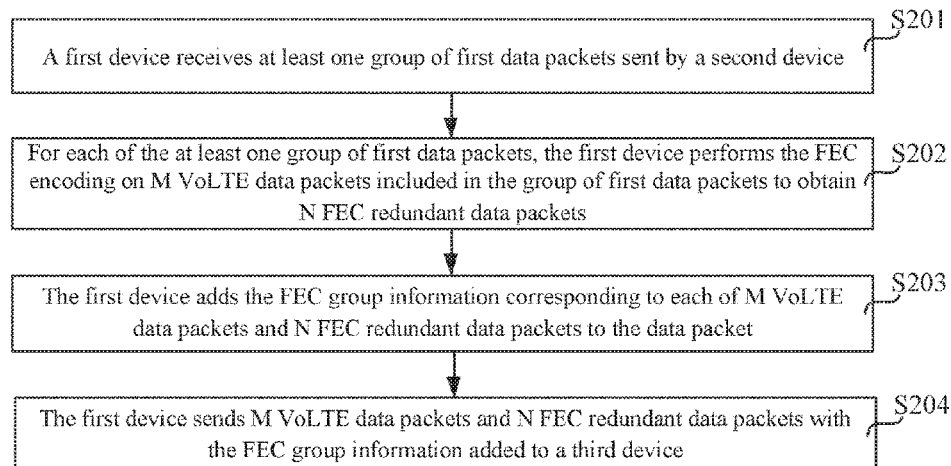 S201
A first device receives at least one group of first data packets sent by a second device
S202
For each of the at least one group of first data packets, the first device performs the FEC
encoding on M VoLTE data packets included in the group of first data packets to obtain
N FEC redundant data packets
S203
The first device adds the FEC group information corresponding to each of M VoLTE
data packets and N FEC redundant data packets to the data packet
S204
The first device sends M VoLTE data packets and N FEC redundant data packets with
the FEC group information added to a third device